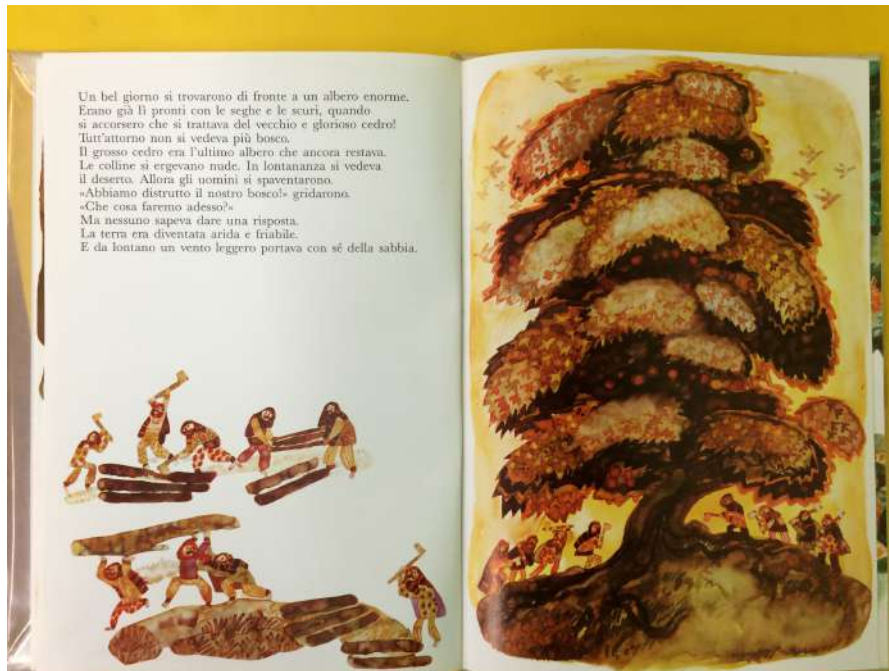 Un bel giorno si trovarono di fronte a un albero enorme.
Erano già lì pronti con le seghe e le scuri, quando
si accorsero che si trattava del vecchio e glorioso cedro!
Tutt'attorno non si vedeva più bosco.
Il grosso cedro era l'ultimo albero che ancora restava.
Le colline si ergevano nude. In lontananza si vedeva
il deserto. Allora gli uomini si spaventarono.
«Abbiamo distrutto il nostro bosco!» gridarono.
«Che cosa faremo adesso?»
Ma nessuno sapeva dare una risposta.
La terra era diventata arida e friabile.
E da lontano un vento leggero portava con sé della sabbia.